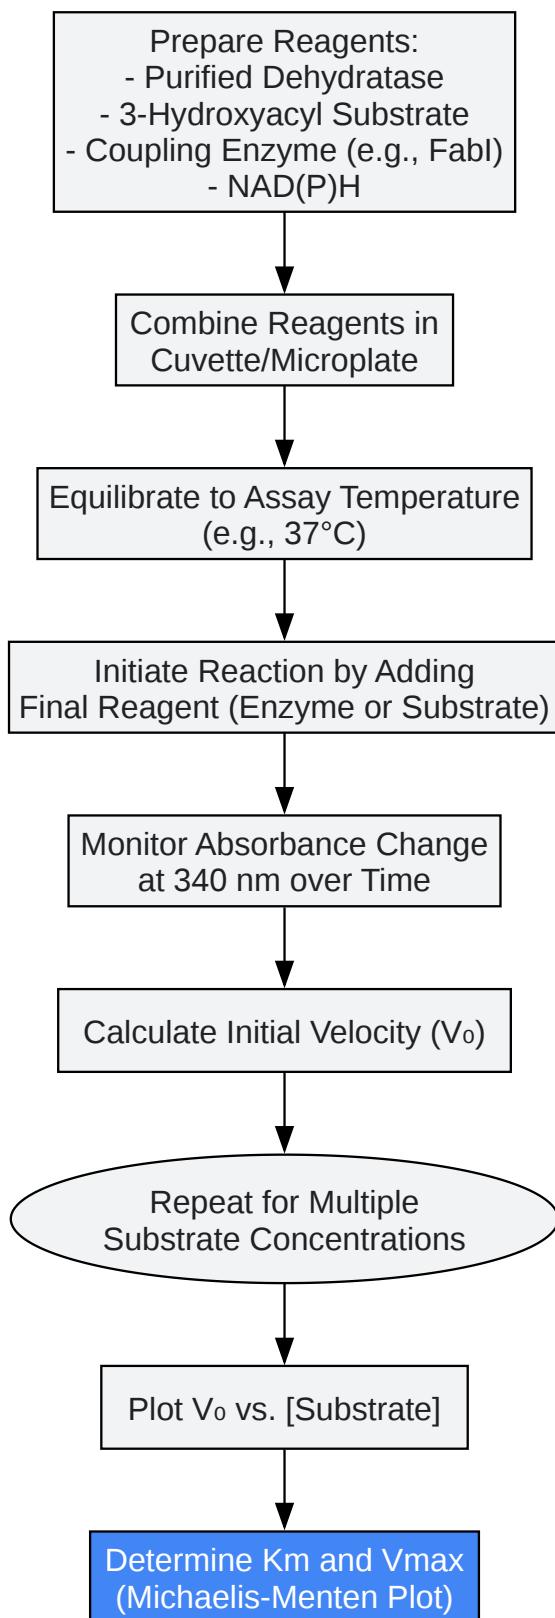 Prepare Reagents:
- Purified Dehydratase
- 3-Hydroxyacyl Substrate
- Coupling Enzyme (e.g., FabI)
- NAD(P)H
Combine Reagents in
Cuvette/Microplate
Equilibrate to Assay Temperature
(e.g., 37°C)
Initiate Reaction by Adding
Final Reagent (Enzyme or Substrate)
Monitor Absorbance Change
at 340 nm over Time
Calculate Initial Velocity (V₀)
Repeat for Multiple
Substrate Concentrations
Plot V₀ vs. [Substrate]
Determine Km and Vmax
(Michaelis-Menten Plot)